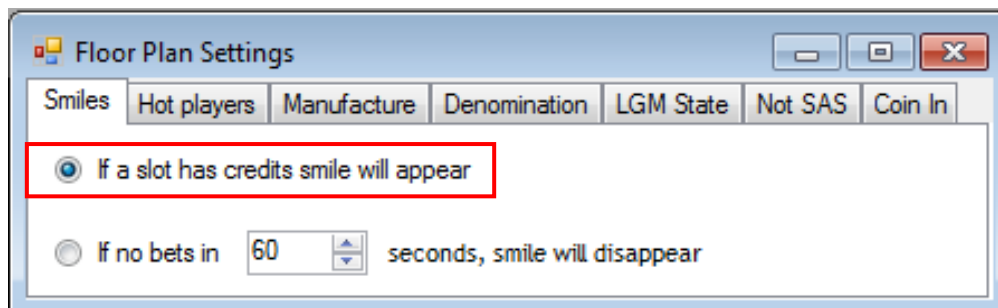 Floor Plan Settings
Smiles Hot players Manufacture Denomination LGM State Not SAS Coin In
If a slot has credits smile will appear
If no bets in 60 seconds, smile will disappear